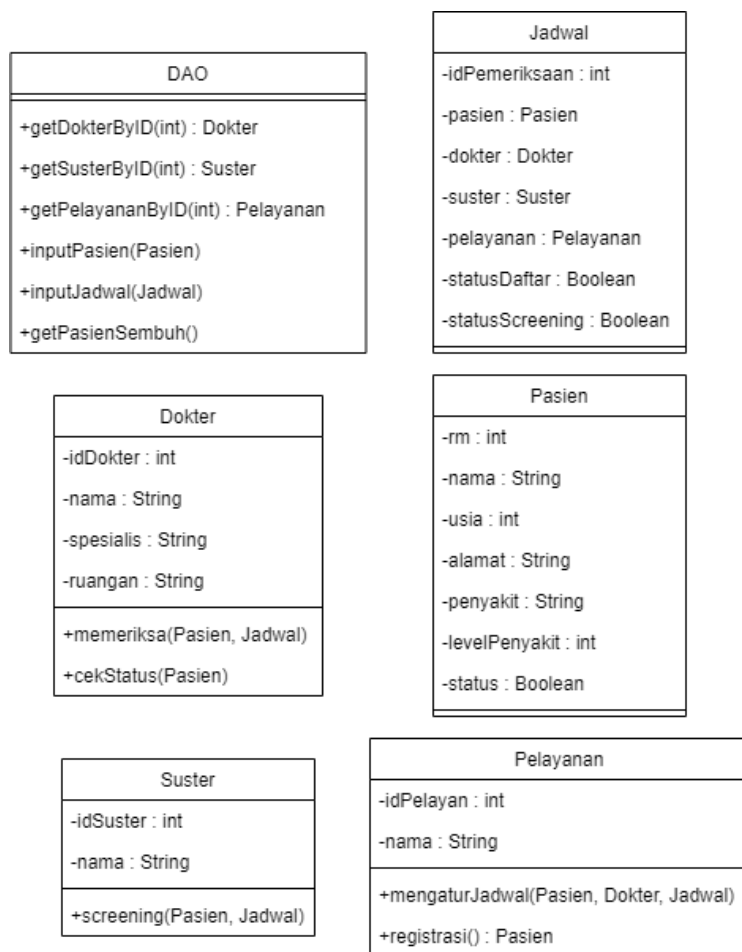 DAO
+getDokterByID(int) : Dokter
+getSusterByID(int) : Suster
+getPelayananByID(int) : Pelayanan
+inputPasien(Pasien)
+inputJadwal(Jadwal)
+getPasienSembuh()
Jadwal
-idPemeriksaan : int
-pasien : Pasien
-dokter : Dokter
-suster : Suster
-pelayanan : Pelayanan
-statusDaftar : Boolean
-statusScreening : Boolean
Dokter
-idDokter : int
-nama : String
-spesialis : String
-ruangan : String
+memeriksa(Pasien, Jadwal)
+cekStatus(Pasien)
Pasien
-rm : int
-nama : String
-usia : int
-alamat : String
-penyakit : String
-levelPenyakit : int
-status : Boolean
Suster
-idSuster : int
-nama : String
+screening(Pasien, Jadwal)
Pelayanan
-idPelayan : int
-nama : String
+mengaturJadwal(Pasien, Dokter, Jadwal)
+registrasi() : Pasien